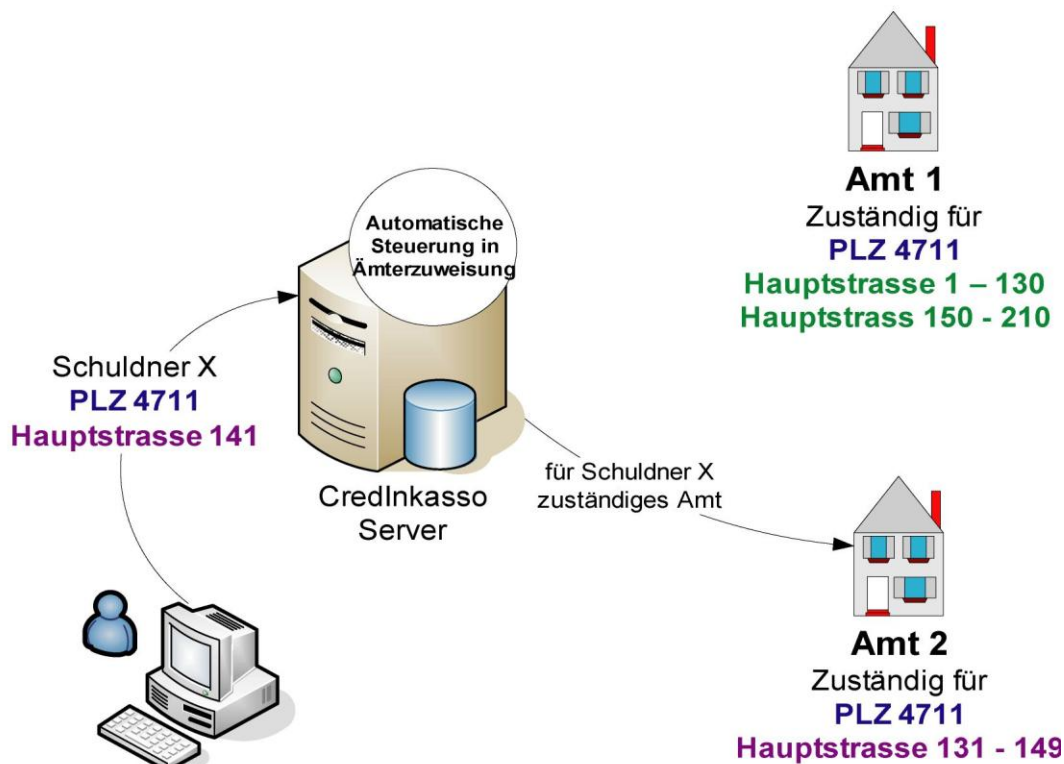 Amt 1
Zuständig für
PLZ 4711
Hauptstrasse 1 – 130
Hauptstrass 150 - 210
Automatische
Steuerung in
Ämterzuweisung
Schuldner X
PLZ 4711
Hauptstrasse 141
CredInkasso
Server
für Schuldner X
zuständiges Amt
Amt 2
Zuständig für
PLZ 4711
Hauptstrasse 131 - 149